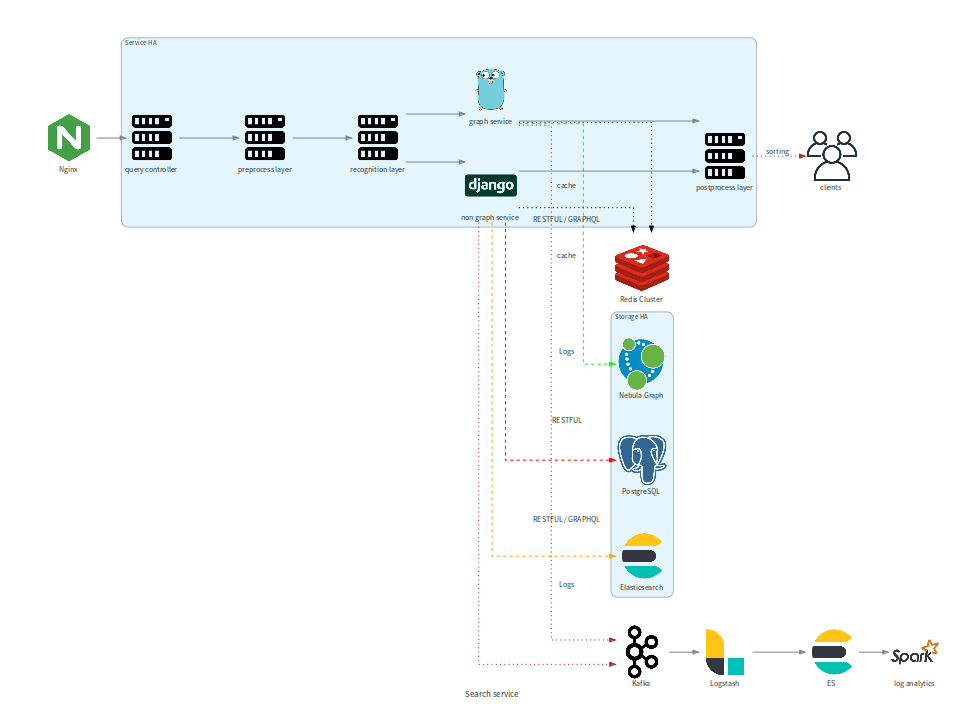 Service HA
graph service
Nginx
query controller
preprocess layer
recognition layer
sorting
django
cache
postprocess layer
clients
non graph service
RESTFUL / GRAPHQL
cache
Redis Cluster
Storage HA
Logs
Nebula Graph
RESTFUL
PostgreSQL
RESTFUL / GRAPHQL
Logs
Elasticsearch
Spark
Kafka
Logstash
ES
log analytics
Search service